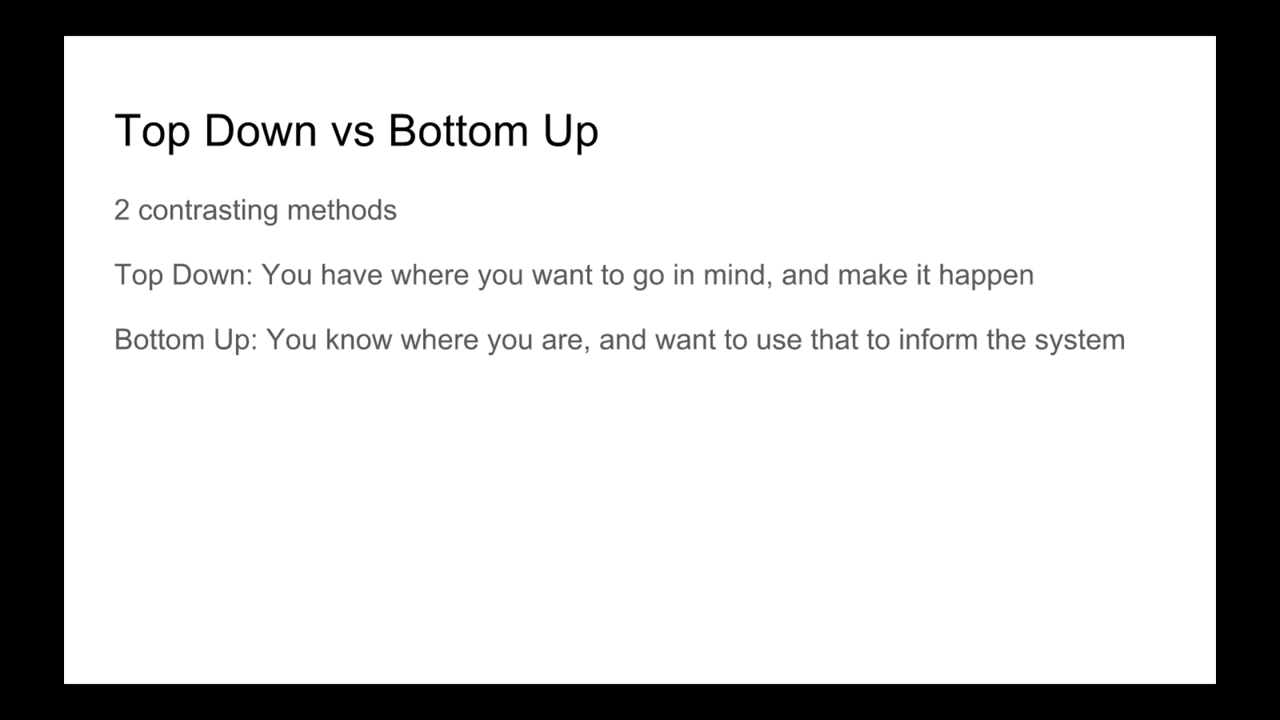 Top Down vs Bottom Up
2 contrasting methods
Top Down: You have where you want to go in mind, and make it happen
Bottom Up: You know where you are, and want to use that to inform the system